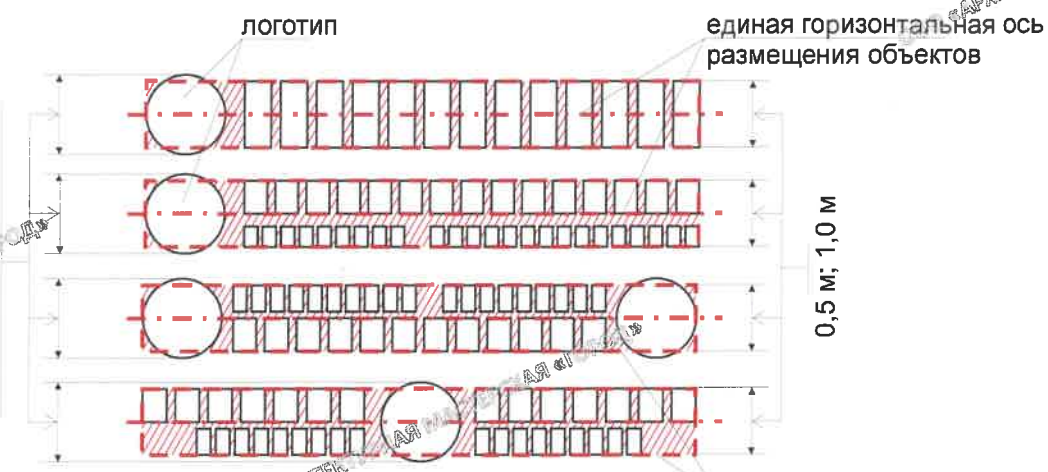 логотип
единая горизонтальная ось
размещения объектов
0,5 м; 1,0 м